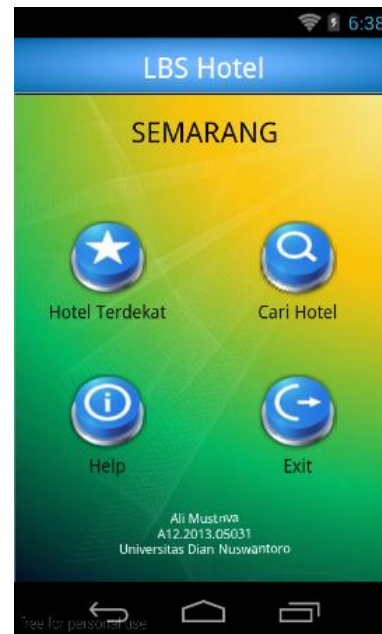 6:38
LBS Hotel
SEMARANG
Hotel Terdekat
Cari Hotel
Help
Exit
Ali
A12.2013.05031
Universitas Dian Nuswantoro
free for personal use